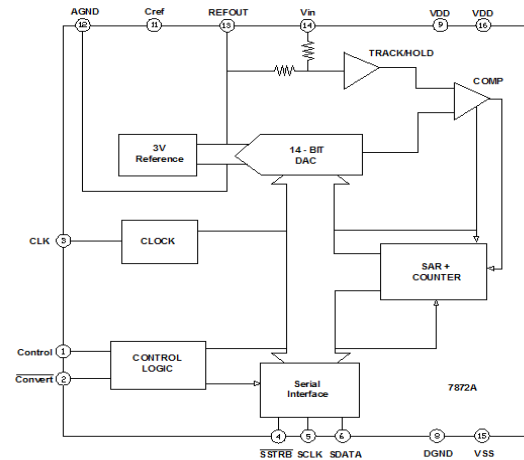 AGND Cref REFOUT Vin VDD VDD
12 11 13 14 9 16
TRACK/HOLD
COMP
3V
Reference
14 - BIT
DAC
CLK 3 CLOCK
SAR +
COUNTER
Control 1
Convert 2
CONTROL
LOGIC
Serial
Interface
7872A
4 5 6 8 15
SSTRB SCLK SDATA DGND VSS